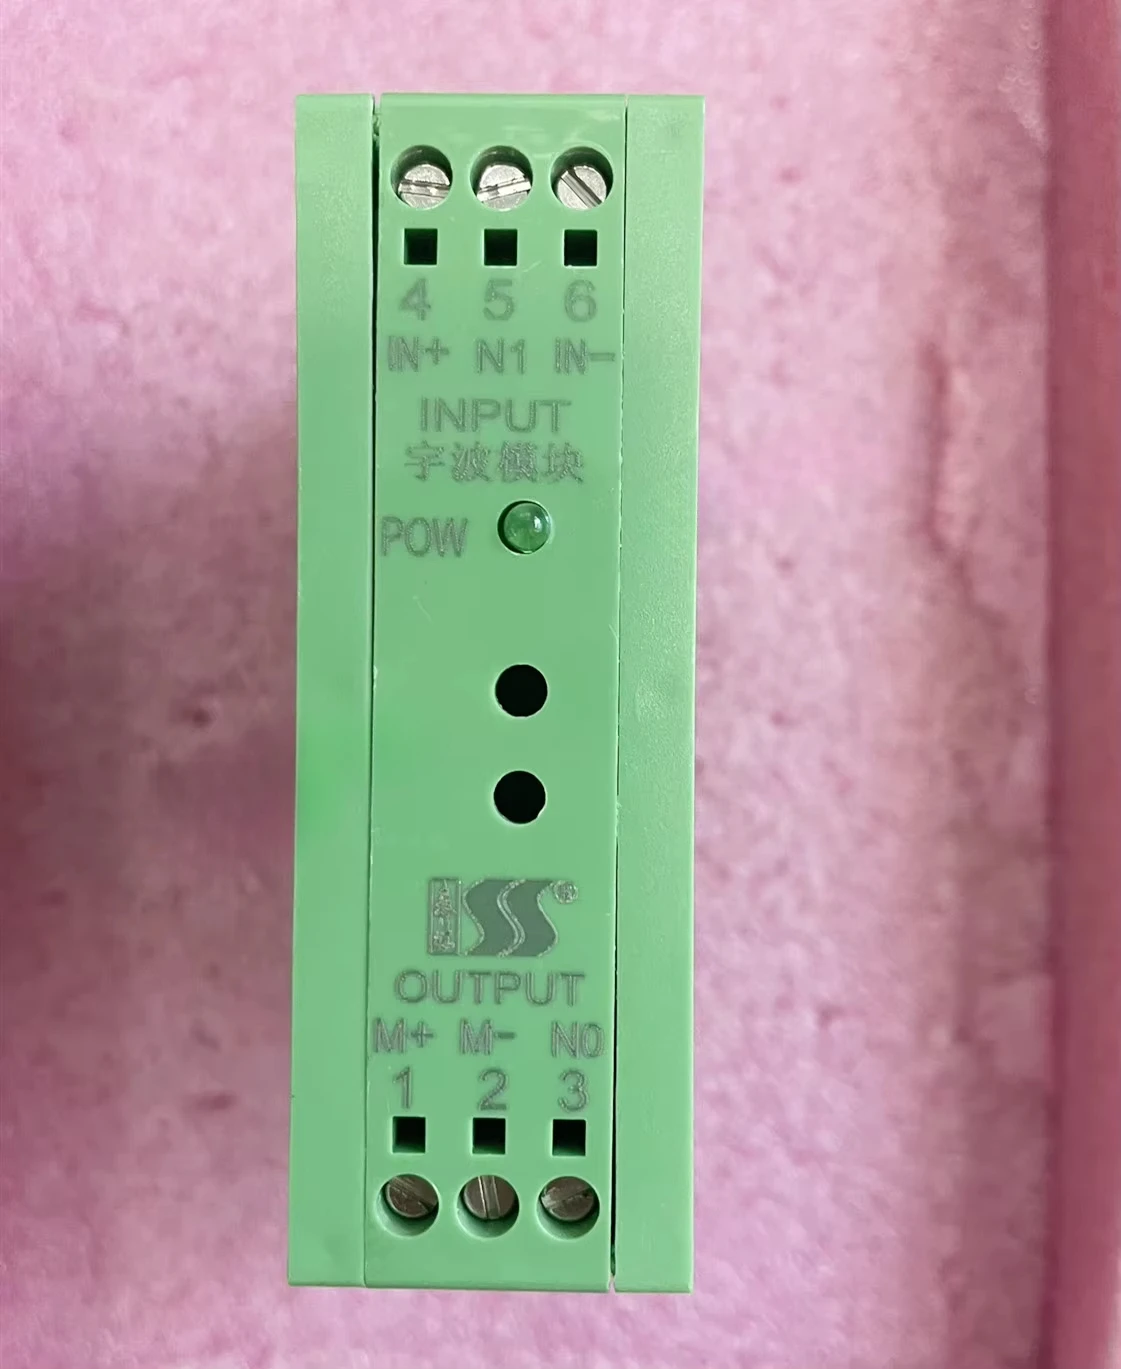 4 5 6
IN+ N1 IN-
INPUT
宇波模块
POW
OUTPUT
M+ M- N0
1 2 3